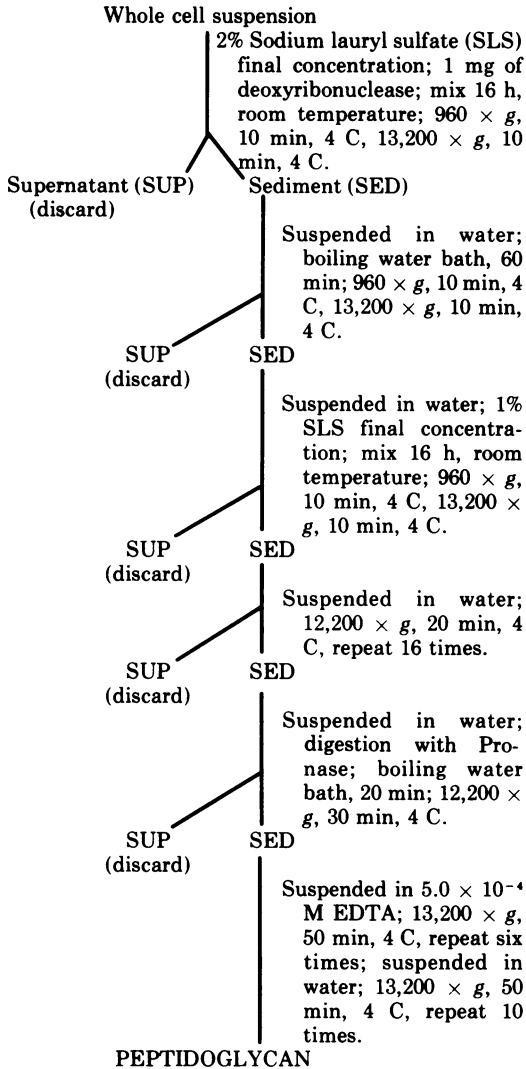 Whole cell suspension
2% Sodium lauryl sulfate (SLS)
final concentration; 1 mg of
deoxyribonuclease; mix 16 h,
room temperature; 960 × g,
10 min, 4 C, 13,200 × g, 10
min, 4 C.
Supernatant (SUP)
(discard)
Sediment (SED)
Suspended in water;
boiling water bath, 60
min; 960 × g, 10 min, 4
C, 13,200 × g, 10 min,
4 C.
SUP
(discard)
SED
Suspended in water; 1%
SLS final concentra-
tion; mix 16 h, room
temperature; 960 × g,
10 min, 4 C, 13,200 ×
g, 10 min, 4 C.
SUP
(discard)
SED
Suspended in water;
12,200 × g, 20 min, 4
C, repeat 16 times.
SUP
(discard)
SED
Suspended in water;
digestion with Pro-
nase; boiling water
bath, 20 min; 12,200 ×
g, 30 min, 4 C.
SUP
(discard)
SED
Suspended in 5.0 × 10⁻⁴
M EDTA; 13,200 × g,
50 min, 4 C, repeat six
times; suspended in
water; 13,200 × g, 50
min, 4 C, repeat 10
times.
PEPTIDOGLYCAN